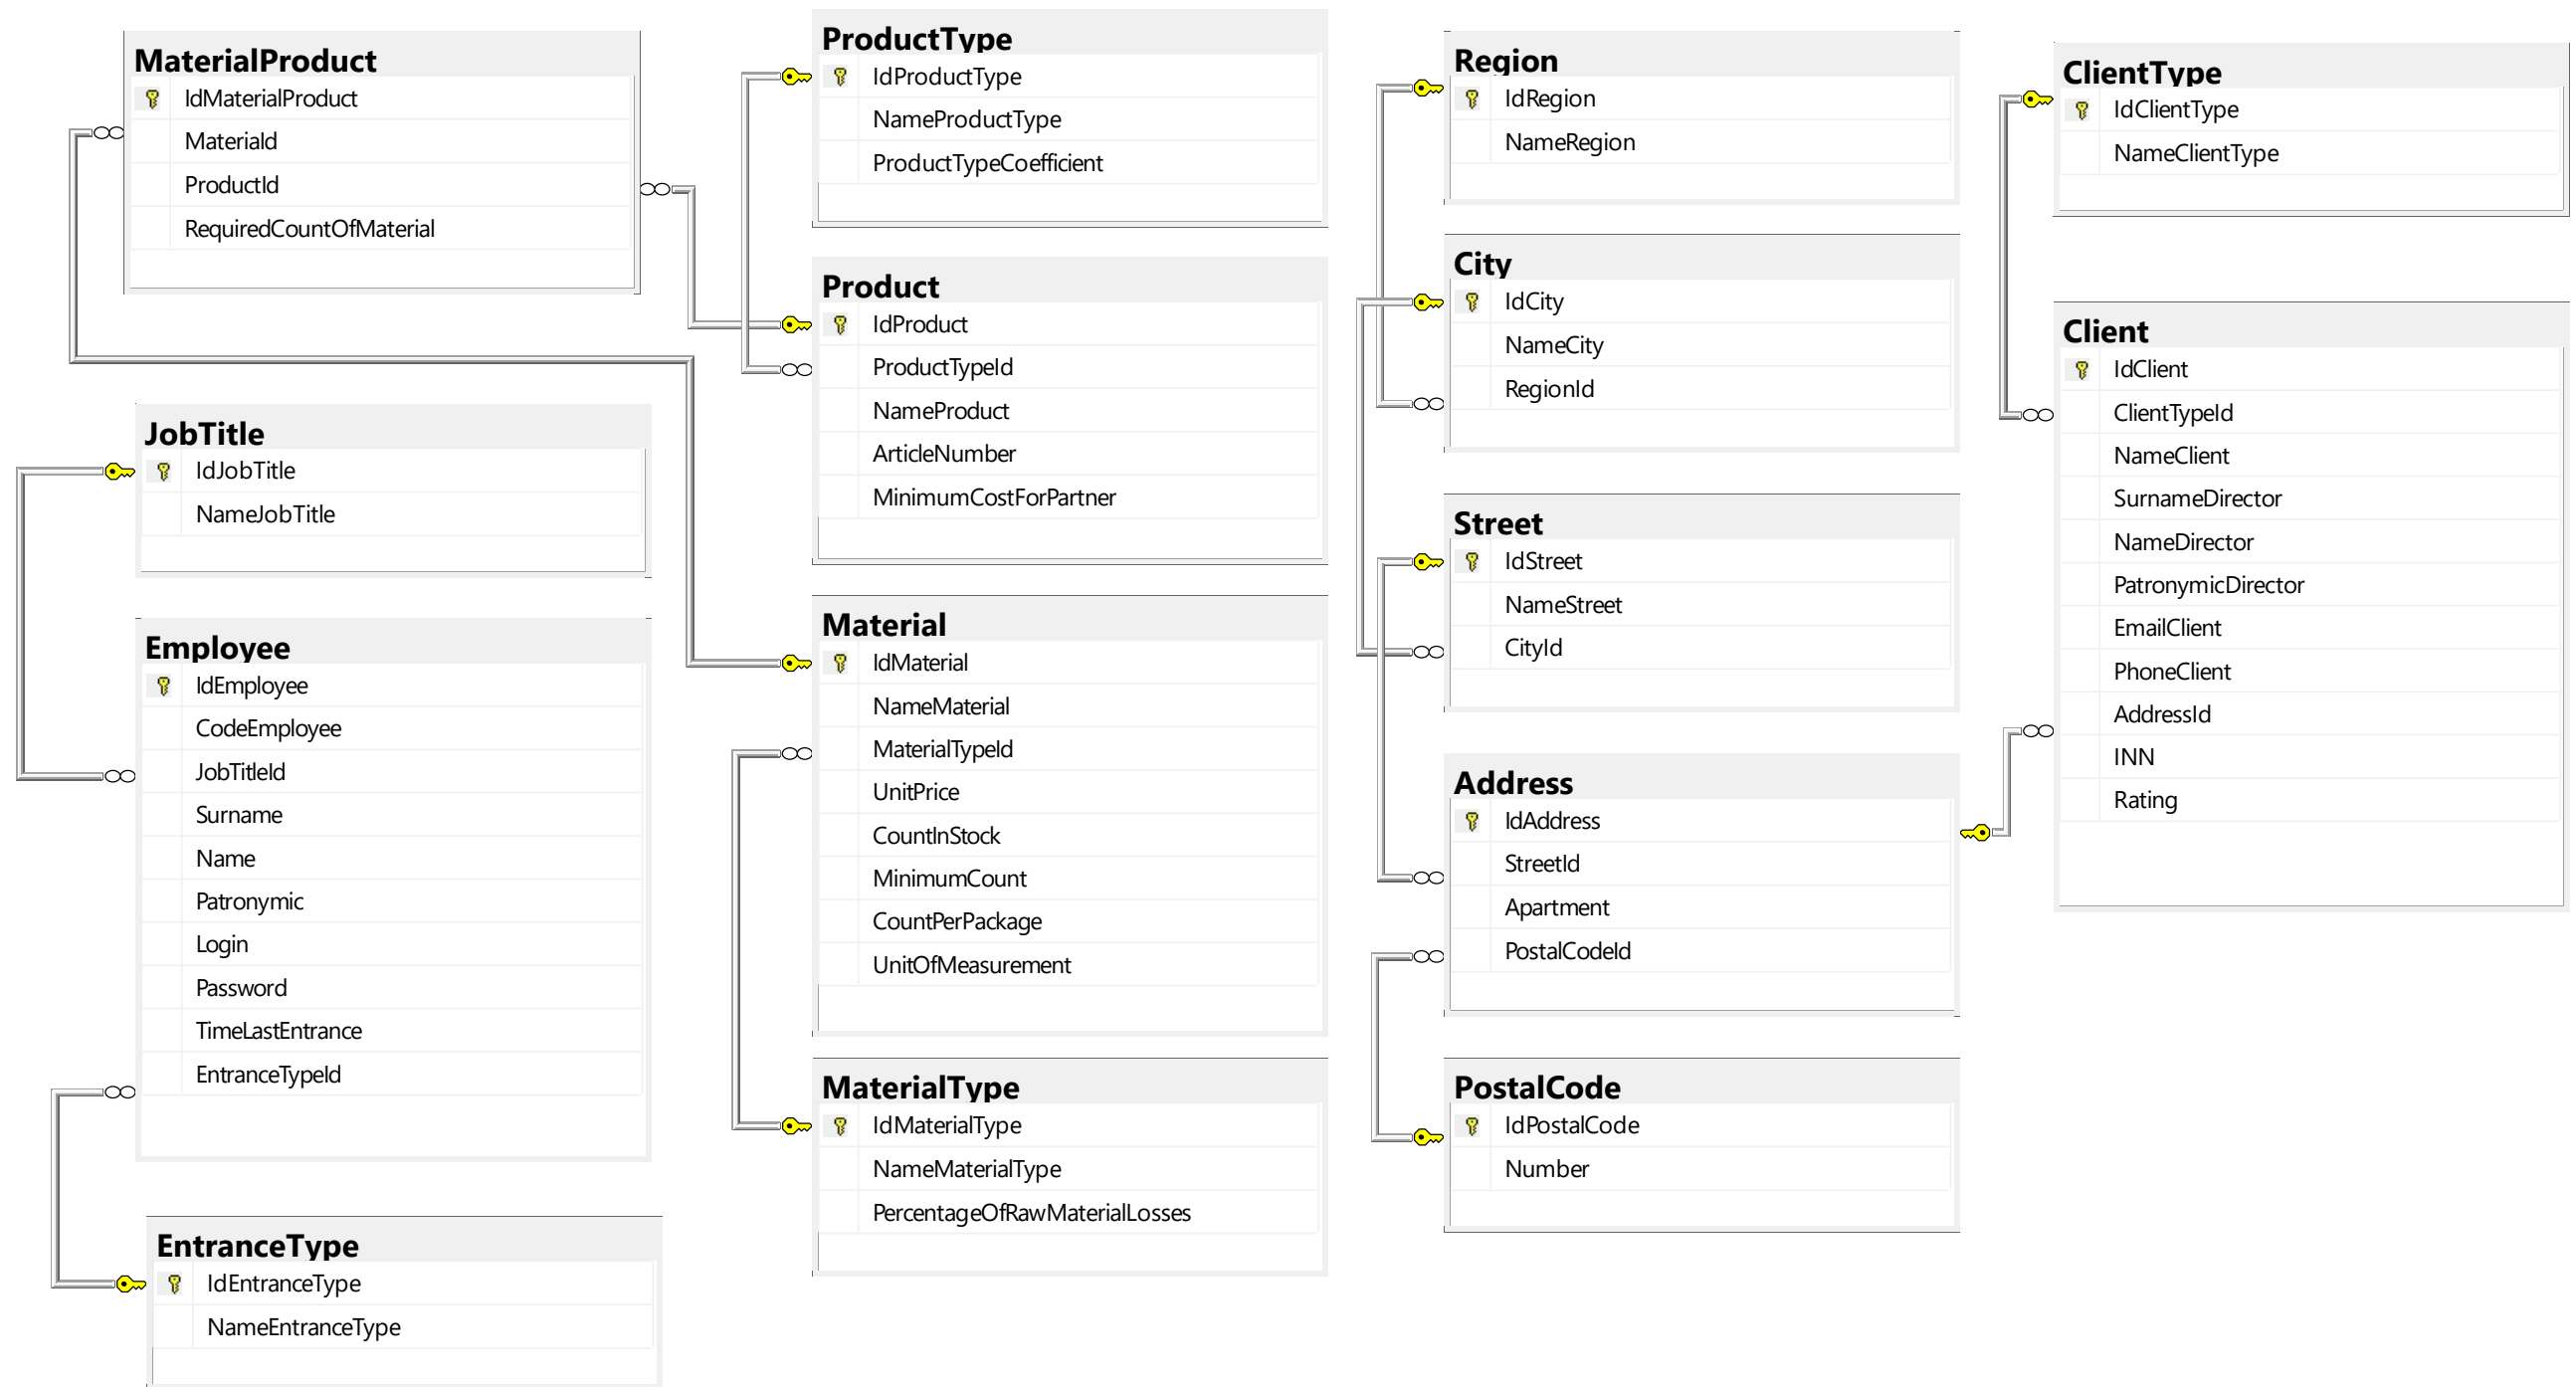 MaterialProduct
IdMaterialProduct
MateriaId
ProductId
RequiredCountOfMaterial
JobTitle
IdJobTitle
NameJobTitle
Employee
IdEmployee
CodeEmployee
JobTitleId
Surname
Name
Patronymic
Login
Password
TimeLastEntrance
EntranceTypeId
EntranceType
IdEntranceType
NameEntranceType
ProductType
IdProductType
NameProductType
ProductTypeCoefficient
Product
IdProduct
ProductTypeId
NameProduct
ArticleNumber
MinimumCostForPartner
Material
IdMaterial
NameMaterial
MaterialTypeId
UnitPrice
CountInStock
MinimumCount
CountPerPackage
UnitOfMeasurement
MaterialType
IdMaterialType
NameMaterialType
PercentageOfRawMaterialLosses
Region
IdRegion
NameRegion
City
IdCity
NameCity
RegionId
Street
IdStreet
NameStreet
CityId
Address
IdAddress
StreetId
Apartment
PostalCodeId
PostalCode
IdPostalCode
Number
ClientType
IdClientType
NameClientType
Client
IdClient
ClientTypeId
NameClient
SurnameDirector
NameDirector
PatronymicDirector
EmailClient
PhoneClient
AddressId
INN
Rating